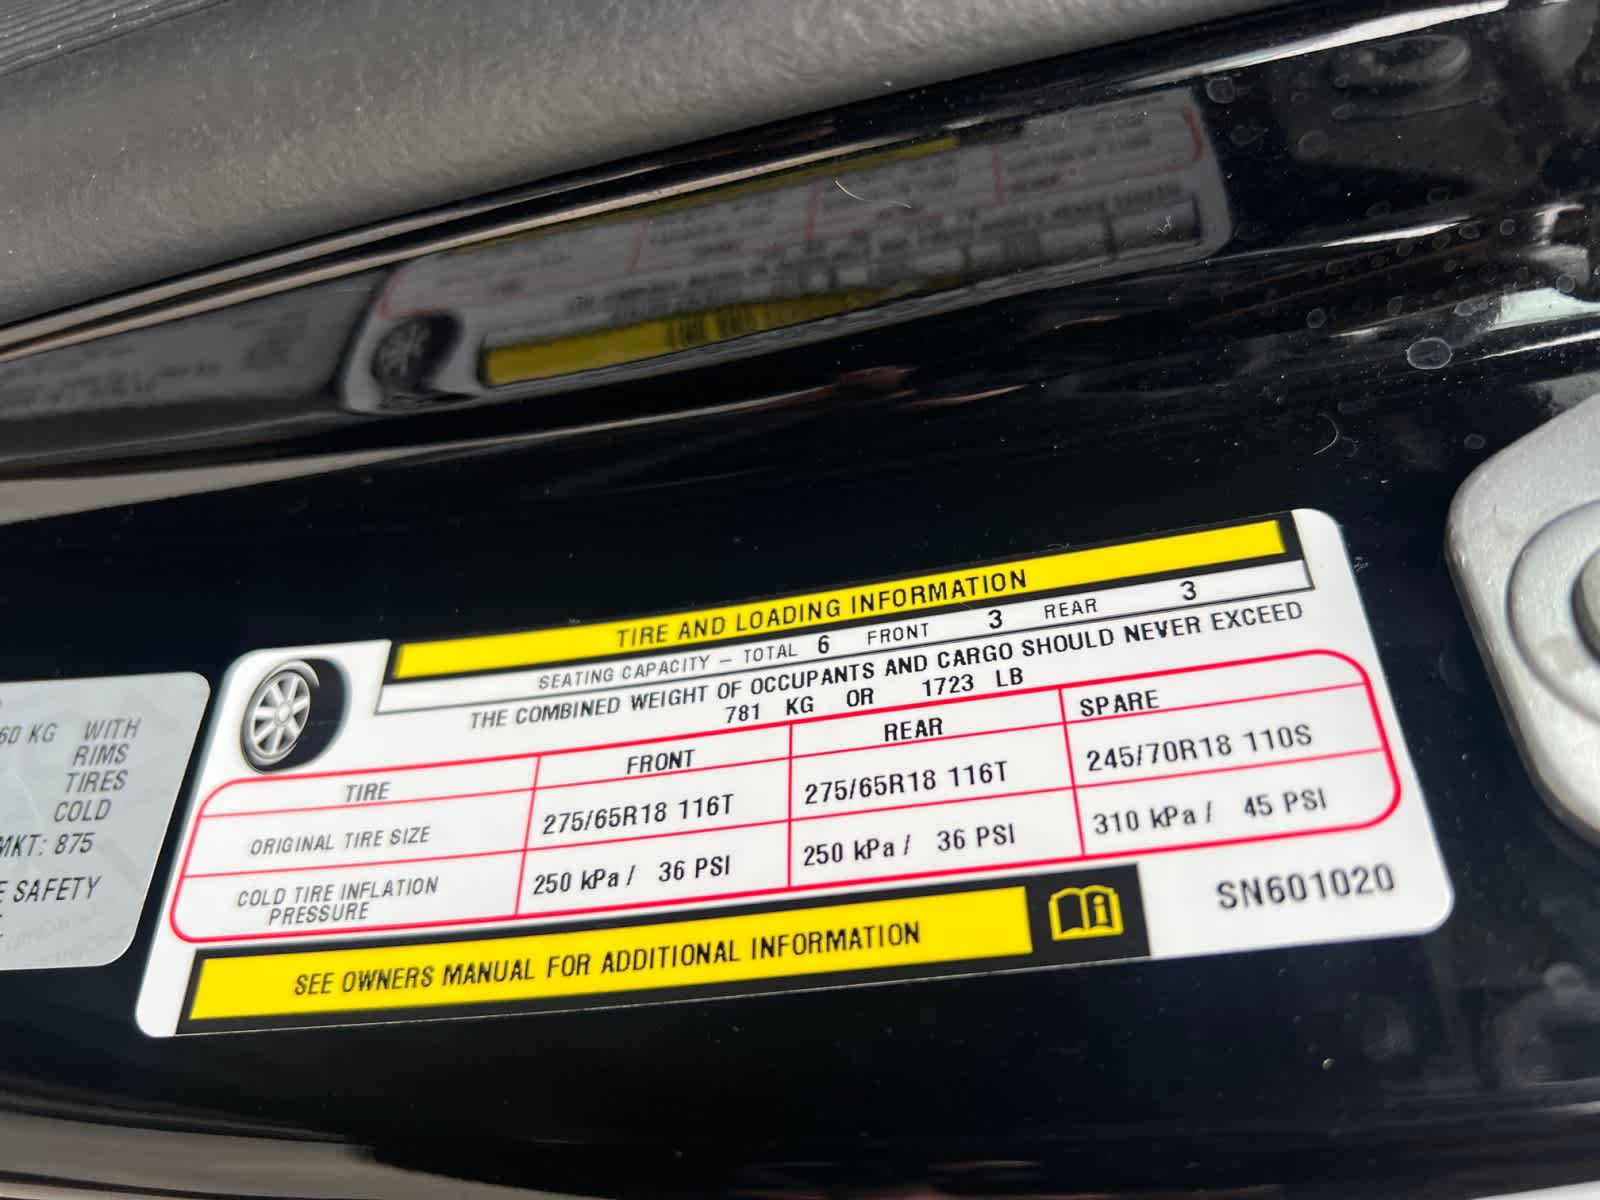 TIRE AND LOADING INFORMATION
SEATING CAPACITY – TOTAL 6 FRONT 3 REAR 3
THE COMBINED WEIGHT OF OCCUPANTS AND CARGO SHOULD NEVER EXCEED
781 KG OR 1723 LB
TIRE FRONT REAR SPARE
ORIGINAL TIRE SIZE 275/65R18 116T 275/65R18 116T 245/70R18 110S
COLD TIRE INFLATION PRESSURE 250 kPa / 36 PSI 250 kPa / 36 PSI 310 kPa / 45 PSI
SEE OWNERS MANUAL FOR ADDITIONAL INFORMATION
SN601020
KG WITH
RIMS
TIRES
COLD
MKT: 875
SAFETY